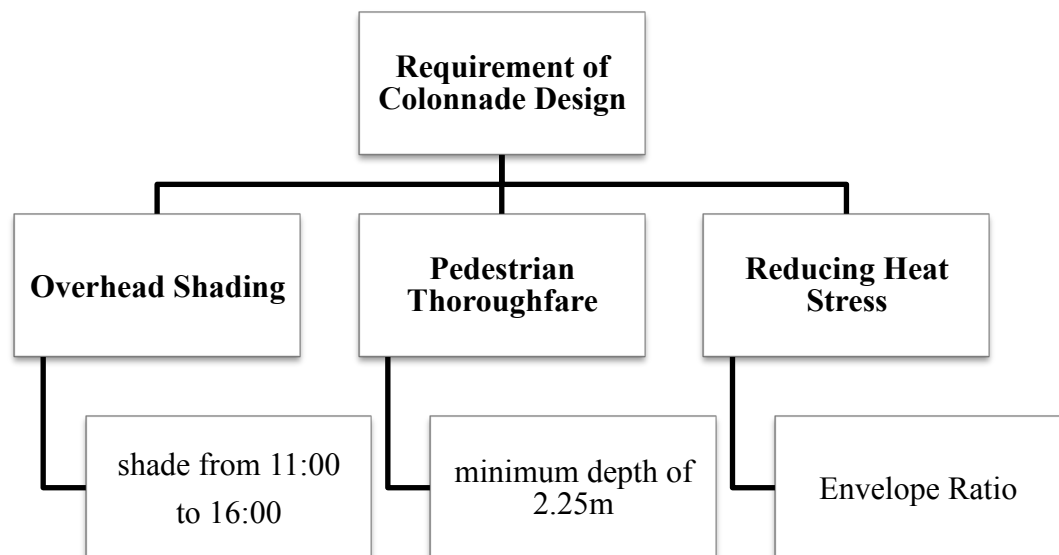 Requirement of
Colonnade Design
Overhead Shading
Pedestrian
Thoroughfare
Reducing Heat
Stress
shade from 11:00
to 16:00
minimum depth of
2.25m
Envelope Ratio